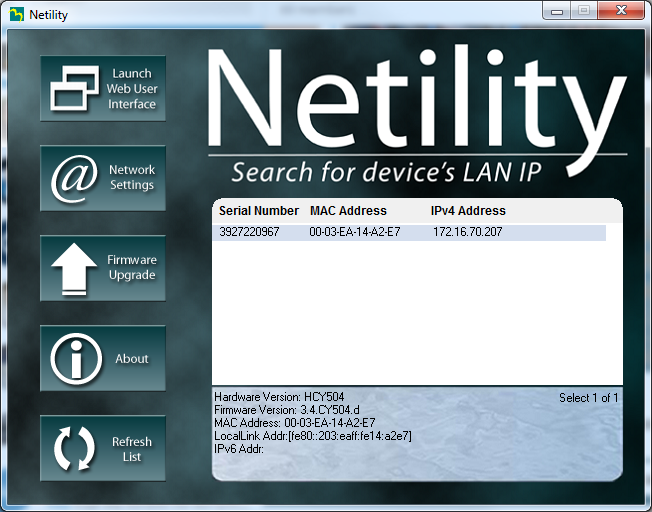 Netility
Launch
Web User
Interface
Network
Settings
Firmware
Upgrade
About
Refresh
List
Netility
Search for device's LAN IP
Serial Number MAC Address IPv4 Address
3927220967 00-03-EA-14-A2-E7 172.16.70.207
Hardware Version: HCY504 Select 1 of 1
Firmware Version: 3.4.CY504.d
MAC Address: 00-03-EA-14-A2-E7
LocalLink Addr:[fe80::203:eaff:fe14:a2e7]
IPv6 Addr: